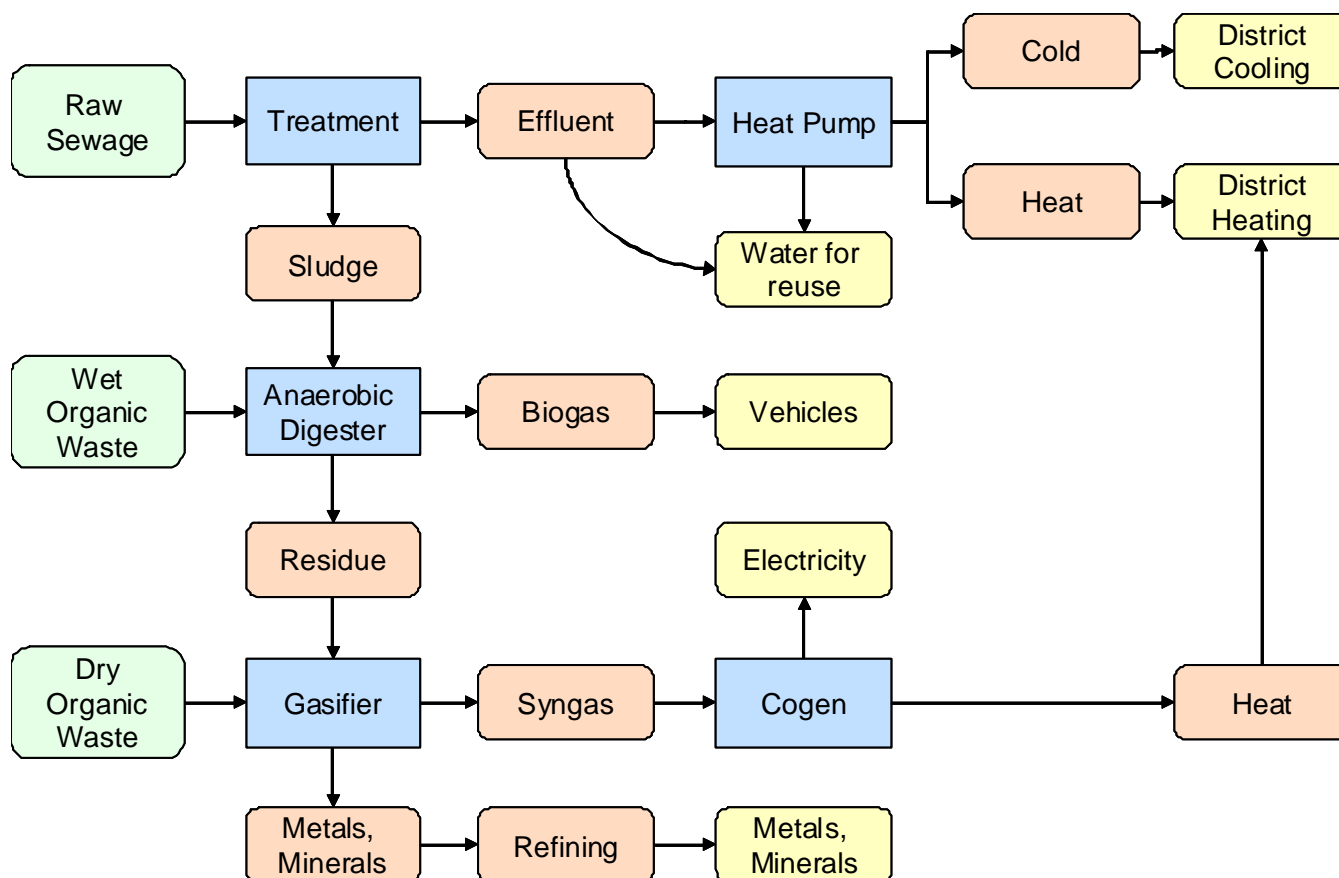 Cold
District
Cooling
Raw
Sewage
Treatment
Effluent
Heat Pump
Heat
District
Heating
Sludge
Water for
reuse
Wet
Organic
Waste
Anaerobic
Digester
Biogas
Vehicles
Residue
Electricity
Dry
Organic
Waste
Gasifier
Syngas
Cogen
Heat
Metals,
Minerals
Refining
Metals,
Minerals